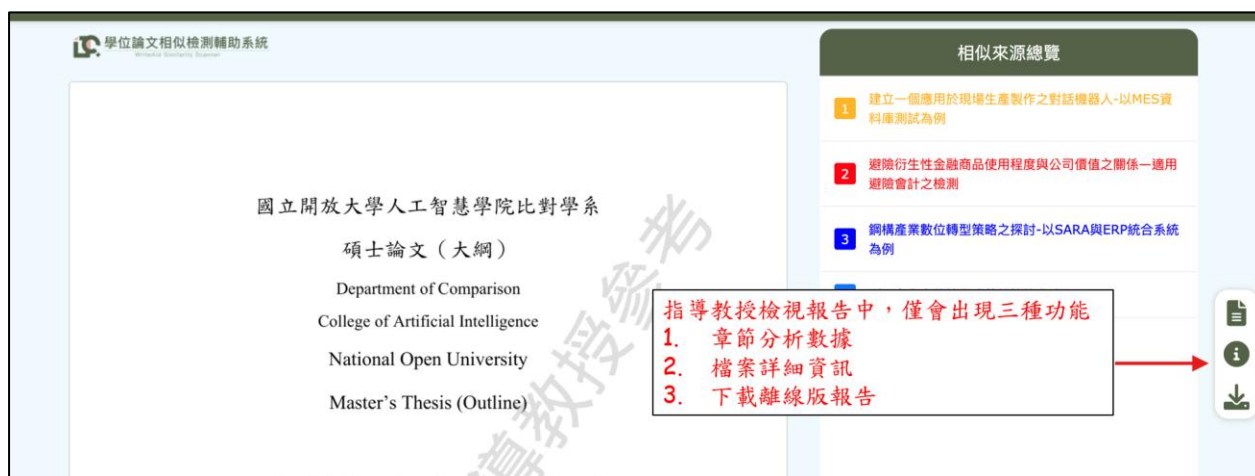 學位論文相似檢測輔助系統
國立開放大學人工智慧學院比對學系
碩士論文（大綱）
Department of Comparison
College of Artificial Intelligence
National Open University
Master's Thesis (Outline)
導教授參考
相似來源總覽
1 建立一個應用於現場生產製作之對話機器人-以MES資
料庫測試為例
2 避險衍生性金融商品使用程度與公司價值之關係—適用
避險會計之檢測
3 鋼構產業數位轉型策略之探討-以SARA與ERP統合系統
為例
指導教授檢視報告中，僅會出現三種功能
1. 章節分析數據
2. 檔案詳細資訊
3. 下載離線版報告